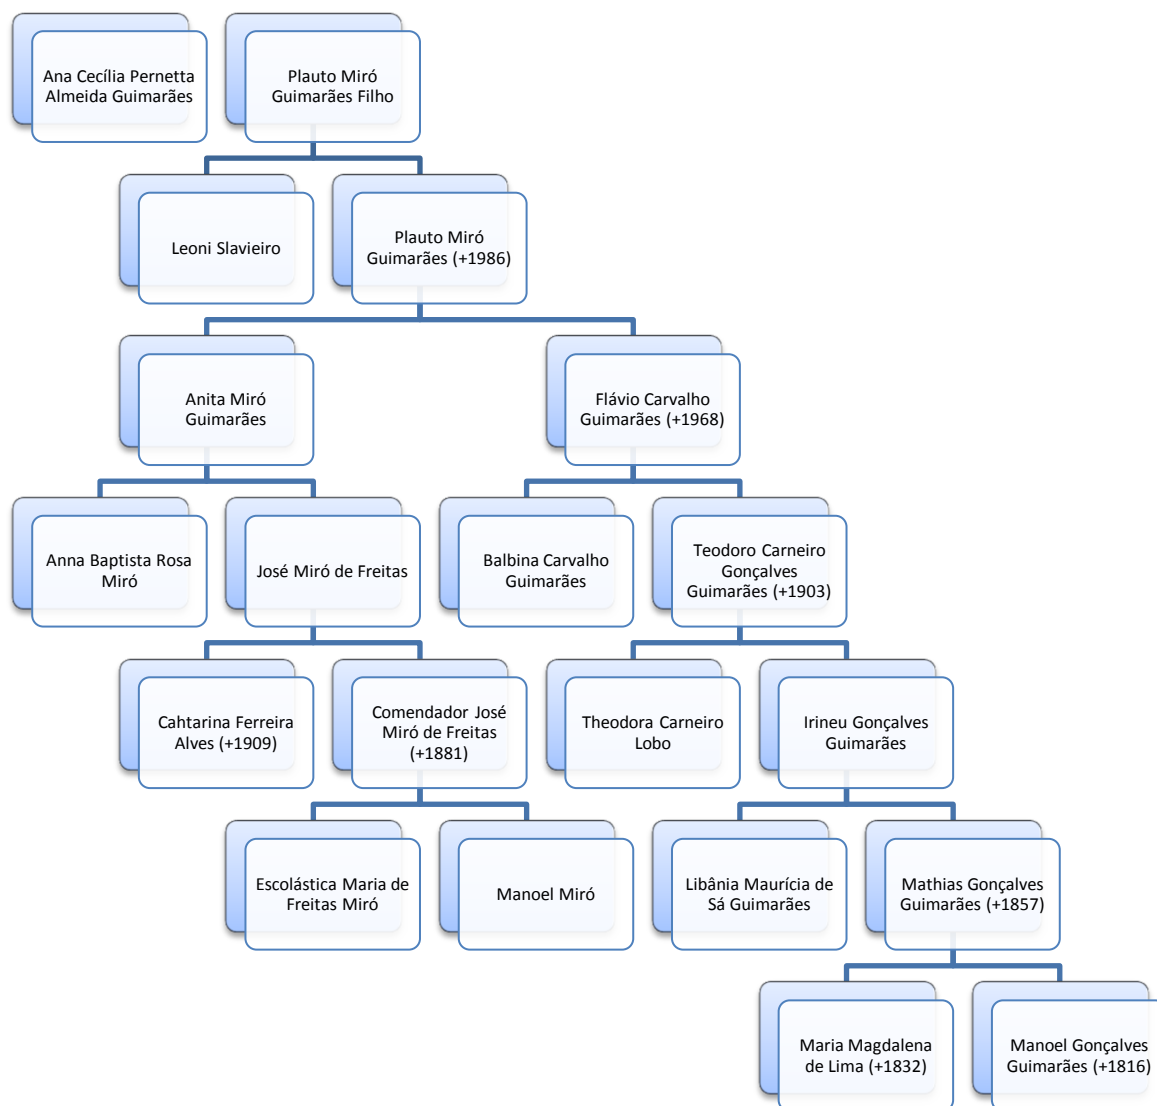 Ana Cecília Pernetta
Almeida Guimarães
Plauto Miró
Guimarães Filho
Leoni Slavieiro
Plauto Miró
Guimarães (+1986)
Anita Miró
Guimarães
Flávio Carvalho
Guimarães (+1968)
Anna Baptista Rosa
Miró
José Miró de Freitas
Balbina Carvalho
Guimarães
Teodoro Carneiro
Gonçalves
Guimarães (+1903)
Cahtarina Ferreira
Alves (+1909)
Comendador José
Miró de Freitas
(+1881)
Theodora Carneiro
Lobo
Irineu Gonçalves
Guimarães
Escolástica Maria de
Freitas Miró
Manoel Miró
Libânia Maurícia de
Sá Guimarães
Mathias Gonçalves
Guimarães (+1857)
Maria Magdalena
de Lima (+1832)
Manoel Gonçalves
Guimarães (+1816)